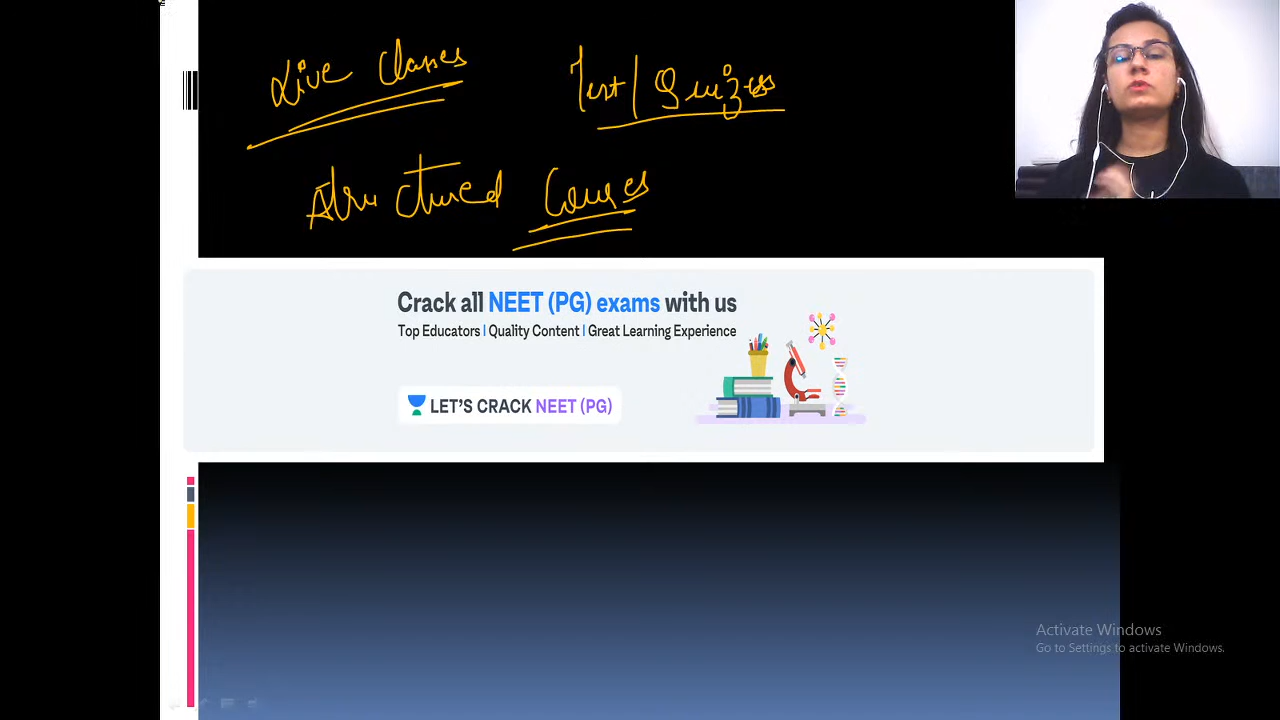 Live Classes Test/Quizess
Structured Courses
Crack all NEET (PG) exams with us
Top Educators | Quality Content | Great Learning Experience
LET'S CRACK NEET (PG)
Activate Windows
Go to Settings to activate Windows.